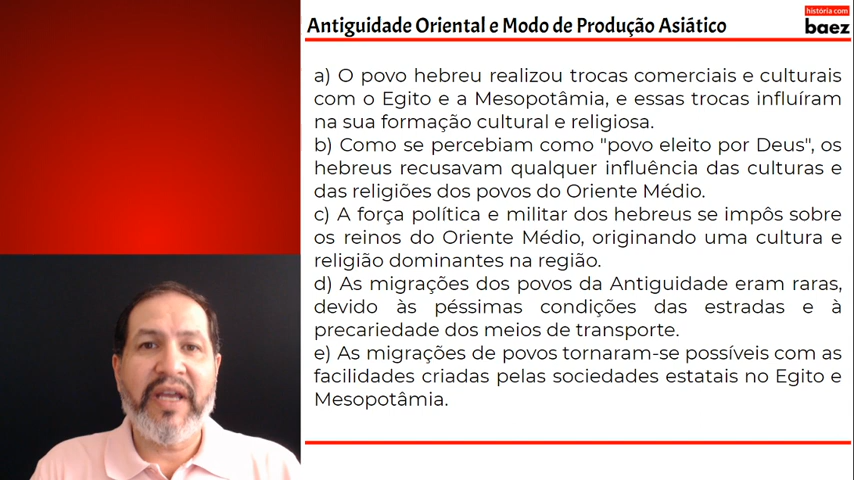 Antiguidade Oriental e Modo de Produção Asiático
história com
baez
a) O povo hebreu realizou trocas comerciais e culturais
com o Egito e a Mesopotâmia, e essas trocas influíram
na sua formação cultural e religiosa.
b) Como se percebiam como "povo eleito por Deus", os
hebreus recusavam qualquer influência das culturas e
das religiões dos povos do Oriente Médio.
c) A força política e militar dos hebreus se impôs sobre
os reinos do Oriente Médio, originando uma cultura e
religião dominantes na região.
d) As migrações dos povos da Antiguidade eram raras,
devido às péssimas condições das estradas e à
precariedade dos meios de transporte.
e) As migrações de povos tornaram-se possíveis com as
facilidades criadas pelas sociedades estatais no Egito e
Mesopotâmia.